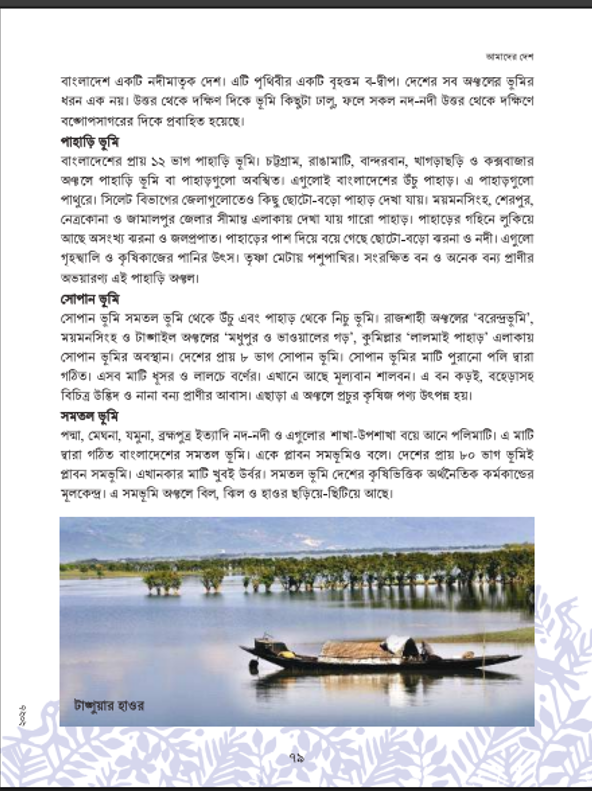 আমাদের দেশ
বাংলাদেশ একটি নদীমাতৃক দেশ। এটি পৃথিবীর একটি বৃহত্তম ব-দ্বীপ। দেশের সব অঞ্চলের ভূমির
ধরন এক নয়। উত্তর থেকে দক্ষিণ দিকে ভূমি কিছুটা ঢালু, ফলে সকল নদ-নদী উত্তর থেকে দক্ষিণে
বঙ্গোপসাগরের দিকে প্রবাহিত হয়েছে।
পাহাড়ি ভূমি
বাংলাদেশের প্রায় ১২ ভাগ পাহাড়ি ভূমি। চট্টগ্রাম, রাঙামাটি, বান্দরবান, খাগড়াছড়ি ও কক্সবাজার
অঞ্চলে পাহাড়ি ভূমি বা পাহাড়গুলো অবস্থিত। এগুলোই বাংলাদেশের উঁচু পাহাড়। এ পাহাড়গুলো
পাথুরে। সিলেট বিভাগের জেলাগুলোতেও কিছু ছোটো-বড়ো পাহাড় দেখা যায়। ময়মনসিংহ, শেরপুর,
নেত্রকোনা ও জামালপুর জেলার সীমান্ত এলাকায় দেখা যায় গারো পাহাড়। পাহাড়ের গহিনে লুকিয়ে
আছে অসংখ্য ঝরনা ও জলপ্রপাত। পাহাড়ের পাশ দিয়ে বয়ে গেছে ছোটো-বড়ো ঝরনা ও নদী। এগুলো
গৃহস্থালি ও কৃষিকাজের পানির উৎস। তৃষ্ণা মেটায় পশুপাখির। সংরক্ষিত বন ও অনেক বন্য প্রাণীর
অভয়ারণ্য এই পাহাড়ি অঞ্চল।
সোপান ভূমি
সোপান ভূমি সমতল ভূমি থেকে উঁচু এবং পাহাড় থেকে নিচু ভূমি। রাজশাহী অঞ্চলের ‘বরেন্দ্রভূমি’,
ময়মনসিংহ ও টাঙ্গাইল অঞ্চলের ‘মধুপুর ও ভাওয়ালের গড়’, কুমিল্লার ‘লালমাই পাহাড়’ এলাকায়
সোপান ভূমির অবস্থান। দেশের প্রায় ৮ ভাগ সোপান ভূমি। সোপান ভূমির মাটি পুরানো পলি দ্বারা
গঠিত। এসব মাটি ধূসর ও লালচে বর্ণের। এখানে আছে মূল্যবান শালবন। এ বন কড়ই, বহেড়াসহ
বিচিত্র উদ্ভিদ ও নানা বন্য প্রাণীর আবাস। এছাড়া এ অঞ্চলে প্রচুর কৃষিজ পণ্য উৎপন্ন হয়।
সমতল ভূমি
পদ্মা, মেঘনা, যমুনা, ব্রহ্মপুত্র ইত্যাদি নদ-নদী ও এগুলোর শাখা-উপশাখা বয়ে আনে পলিমাটি। এ মাটি
দ্বারা গঠিত বাংলাদেশের সমতল ভূমি। একে প্লাবন সমভূমিও বলে। দেশের প্রায় ৮০ ভাগ ভূমিই
প্লাবন সমভূমি। এখানকার মাটি খুবই উর্বর। সমতল ভূমি দেশের কৃষিভিত্তিক অর্থনৈতিক কর্মকান্ডের
মূলকেন্দ্র। এ সমভূমি অঞ্চলে বিল, ঝিল ও হাওর ছড়িয়ে-ছিটিয়ে আছে।
টাঙ্গুয়ার হাওর
২০২৬
৭৯